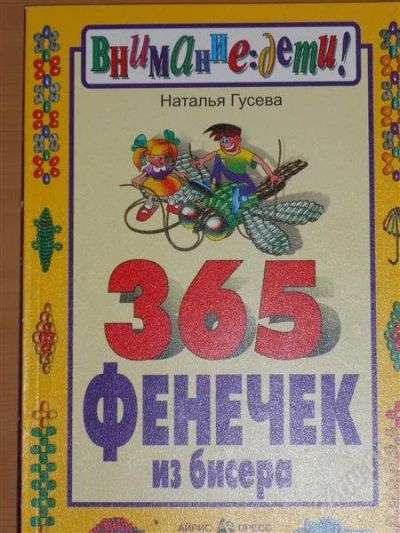 Внимание: дети!
Наталья Гусева
365
ФЕНЕЧЕК
из бисера
АЙРИС ПРЕСС